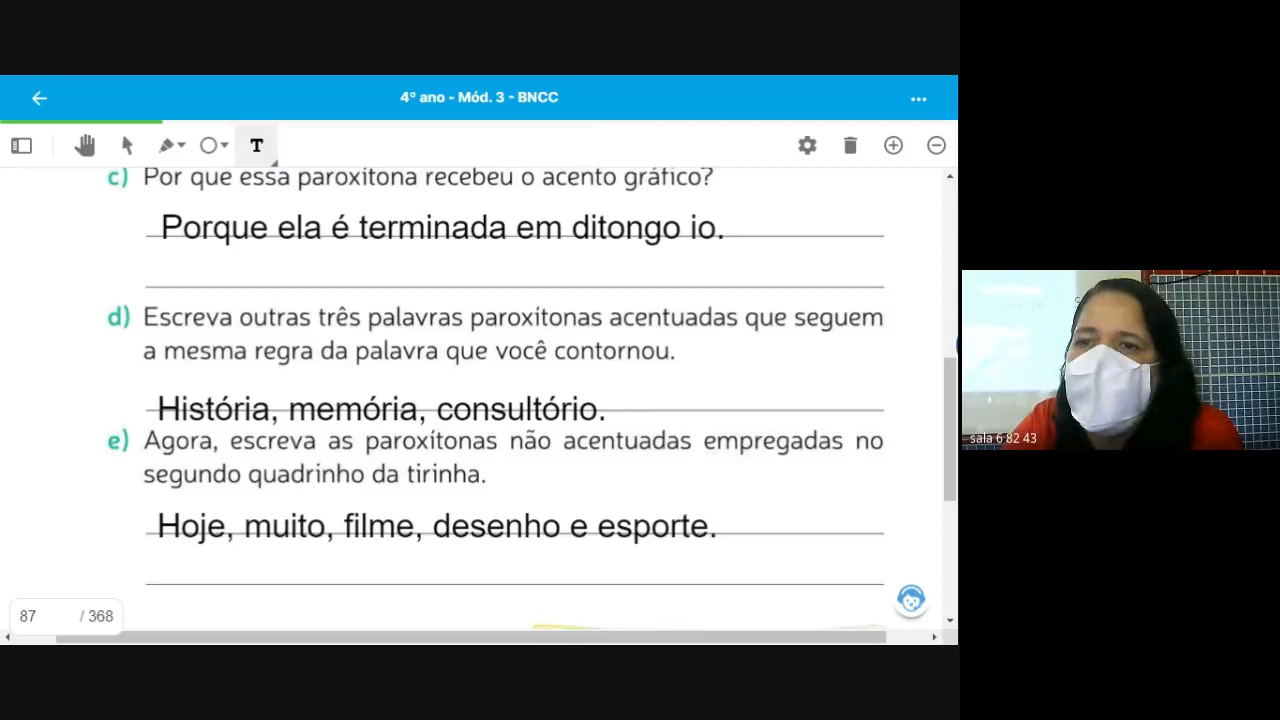 4º ano - Mód. 3 - BNCC
T
c) Por que essa paroxítona recebeu o acento gráfico?
Porque ela é terminada em ditongo io.
d) Escreva outras três palavras paroxítonas acentuadas que seguem
a mesma regra da palavra que você contornou.
História, memória, consultório.
e) Agora, escreva as paroxítonas não acentuadas empregadas no
segundo quadrinho da tirinha.
Hoje, muito, filme, desenho e esporte.
87 / 368
sala 6 82 43